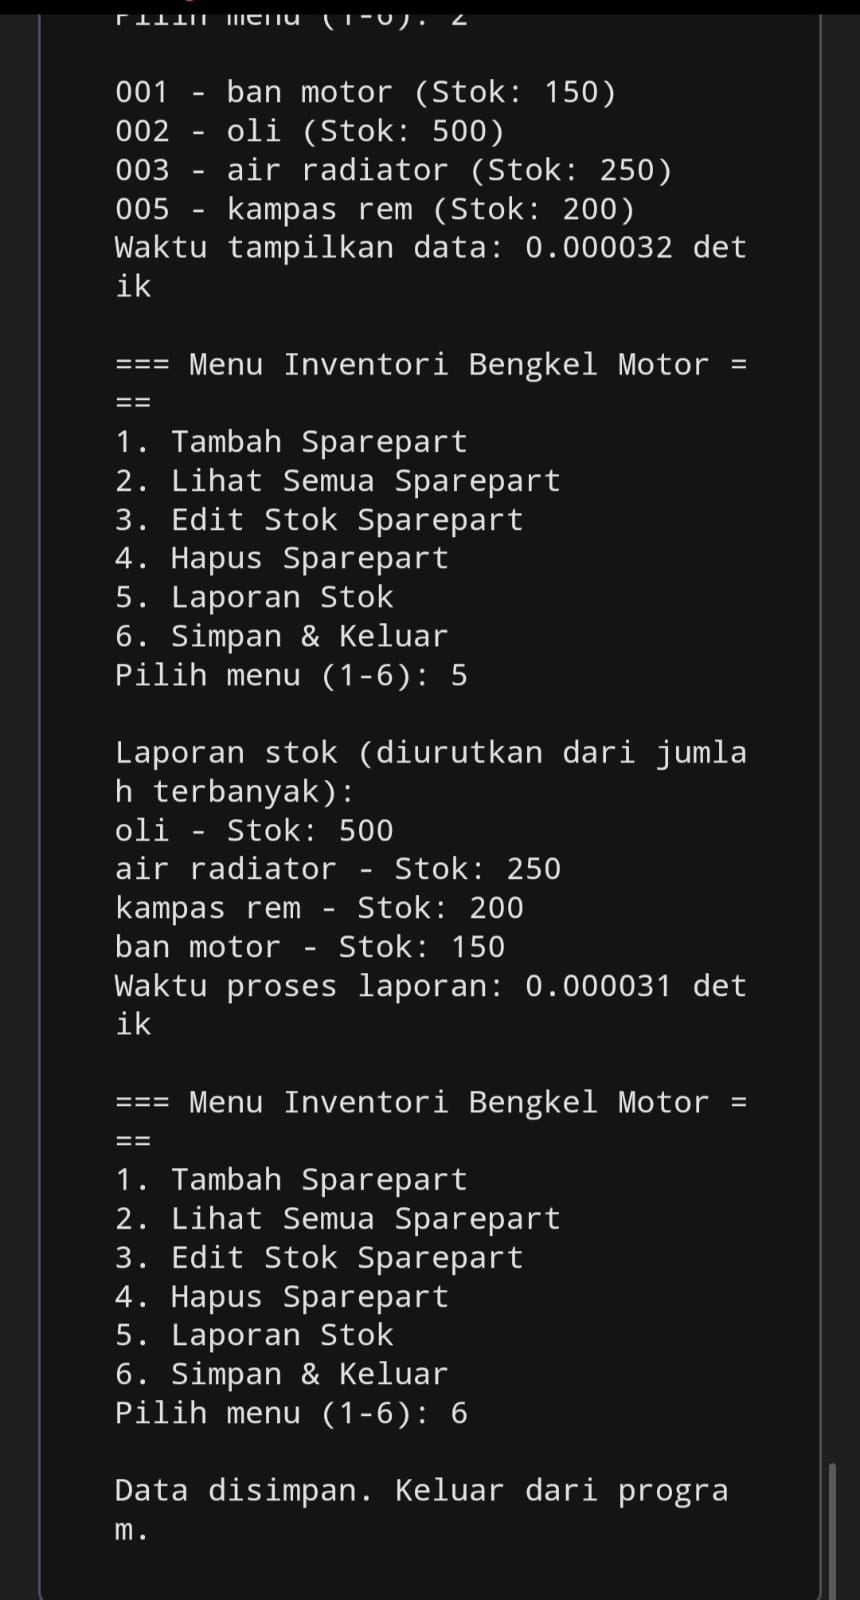 Pilih menu (1-6): 2

001 - ban motor (Stok: 150)
002 - oli (Stok: 500)
003 - air radiator (Stok: 250)
005 - kampas rem (Stok: 200)
Waktu tampilkan data: 0.000032 det
ik

=== Menu Inventori Bengkel Motor =
==
1. Tambah Sparepart
2. Lihat Semua Sparepart
3. Edit Stok Sparepart
4. Hapus Sparepart
5. Laporan Stok
6. Simpan & Keluar
Pilih menu (1-6): 5

Laporan stok (diurutkan dari jumla
h terbanyak):
oli - Stok: 500
air radiator - Stok: 250
kampas rem - Stok: 200
ban motor - Stok: 150
Waktu proses laporan: 0.000031 det
ik

=== Menu Inventori Bengkel Motor =
==
1. Tambah Sparepart
2. Lihat Semua Sparepart
3. Edit Stok Sparepart
4. Hapus Sparepart
5. Laporan Stok
6. Simpan & Keluar
Pilih menu (1-6): 6

Data disimpan. Keluar dari progra
m.